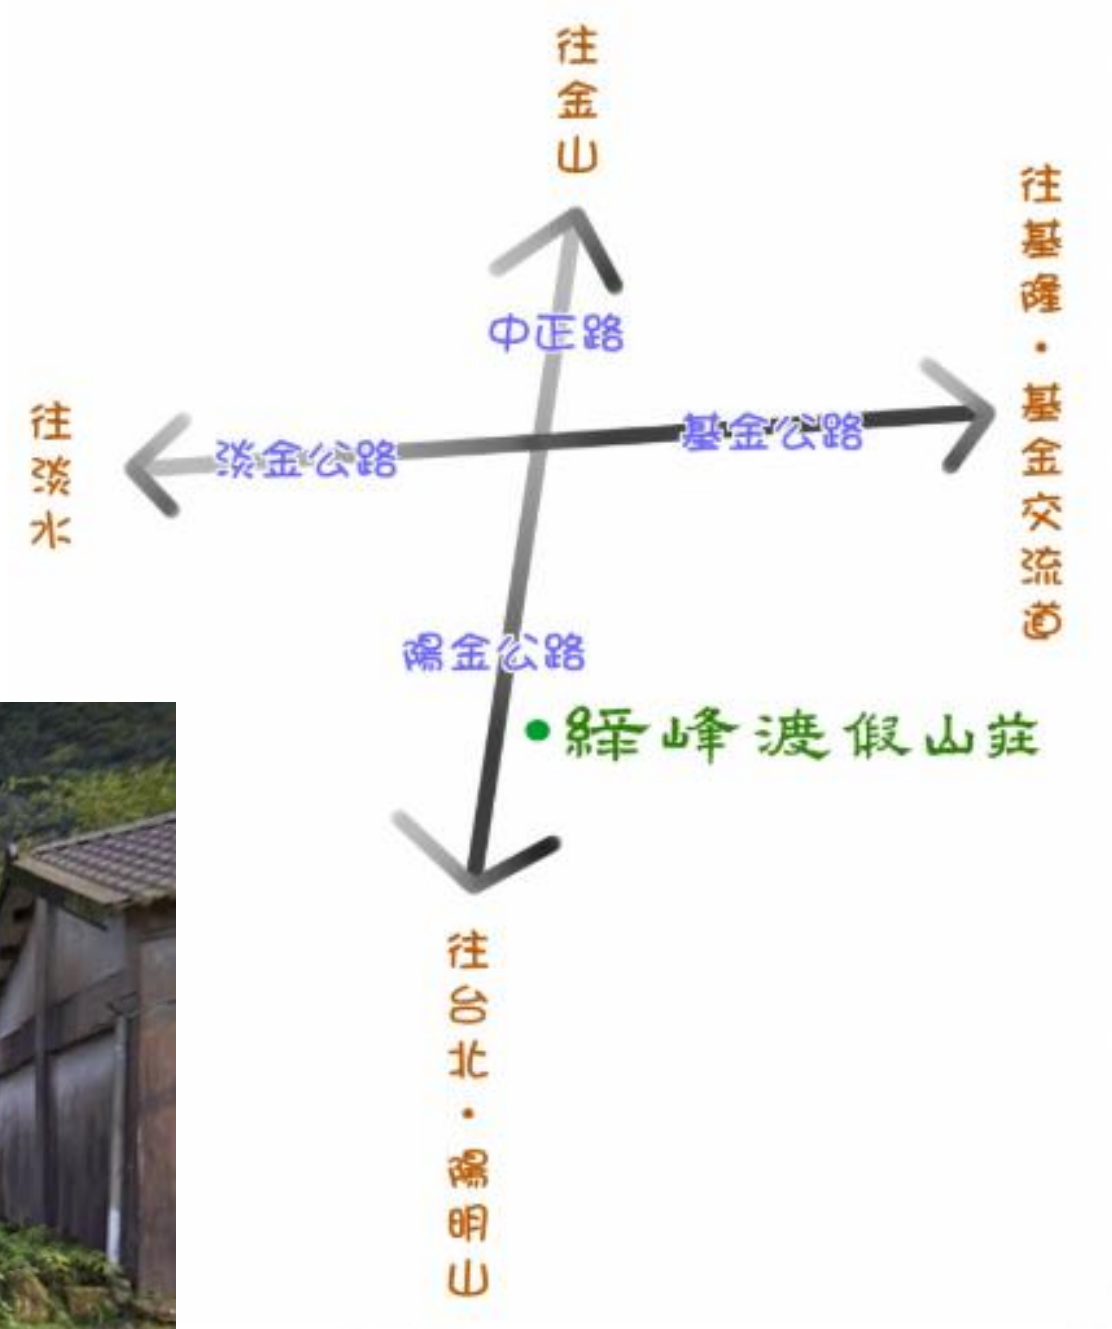 往金山
往基隆・基金交流道
中正路
基金公路
淡金公路
往淡水
陽金公路
綠峰渡假山莊
往台北・陽明山